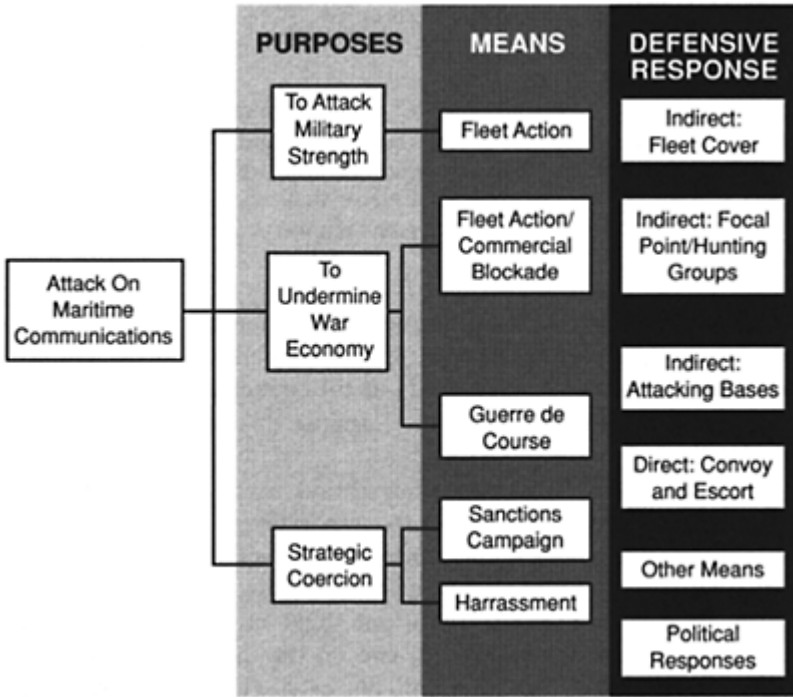 PURPOSES
MEANS
DEFENSIVE
RESPONSE
Attack On
Maritime
Communications
To Attack
Military
Strength
To
Undermine
War
Economy
Strategic
Coercion
Fleet Action
Fleet Action/
Commercial
Blockade
Guerre de
Course
Sanctions
Campaign
Harrassment
Indirect:
Fleet Cover
Indirect: Focal
Point/Hunting
Groups
Indirect:
Attacking Bases
Direct: Convoy
and Escort
Other Means
Political
Responses